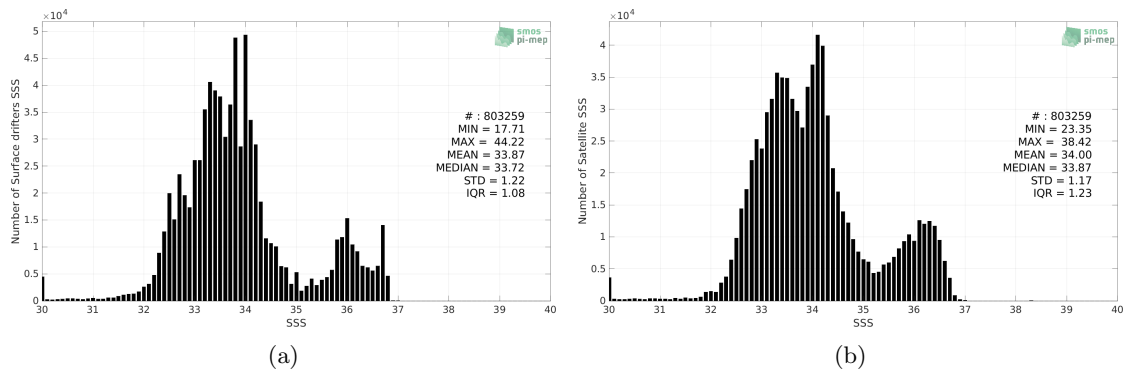 ×10⁴
5
4.5
4
3.5
3
2.5
2
1.5
1
0.5
0
Number of Surface drifters SSS
30 31 32 33 34 35 36 37 38 39 40
SSS
smos
pi-mep
# : 803259
MIN = 17.71
MAX = 44.22
MEAN = 33.87
MEDIAN = 33.72
STD = 1.22
IQR = 1.08
(a)
×10⁴
4
3.5
3
2.5
2
1.5
1
0.5
0
Number of Satellite SSS
30 31 32 33 34 35 36 37 38 39 40
SSS
smos
pi-mep
# : 803259
MIN = 23.35
MAX = 38.42
MEAN = 34.00
MEDIAN = 33.87
STD = 1.17
IQR = 1.23
(b)